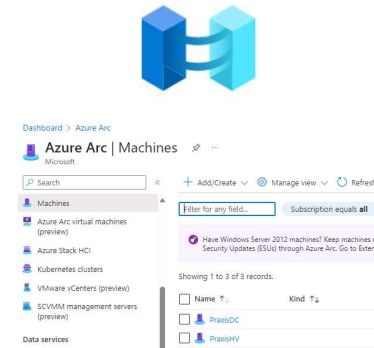 Dashboard > Azure Arc
Azure Arc | Machines
Microsoft
Search
Add/Create
Manage view
Refresh
Machines
Azure Arc virtual machines
(preview)
Azure Stack HCI
Kubernetes clusters
VMware vCenters (preview)
SCVMM management servers
(preview)
Data services
Filter for any field...
Subscription equals all
Have Windows Server 2012 machines? Keep machines
Security Updates (ESUs) through Azure Arc. Go to
Showing 1 to 3 of 3 records.
Name ↑
Kind ↑↓
PraxisDC
PraxisHV